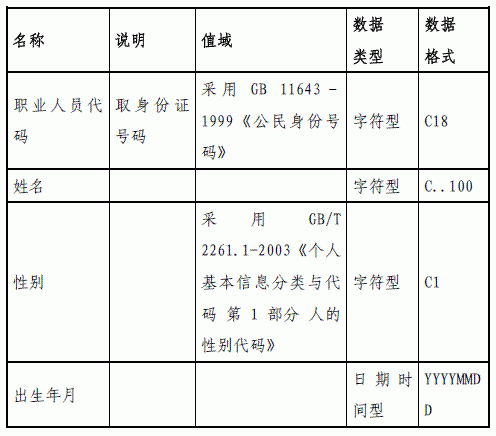 名称 说明 值域 数据类型 数据格式
职业人员代码 取身份证号码 采用 GB 11643-1999《公民身份号码》 字符型 C18
姓名 字符型 C..100
性别 采用 GB/T 2261.1-2003《个人基本信息分类与代码 第 1 部分 人的性别代码》 字符型 C1
出生年月 日期时间型 YYYYMMDD